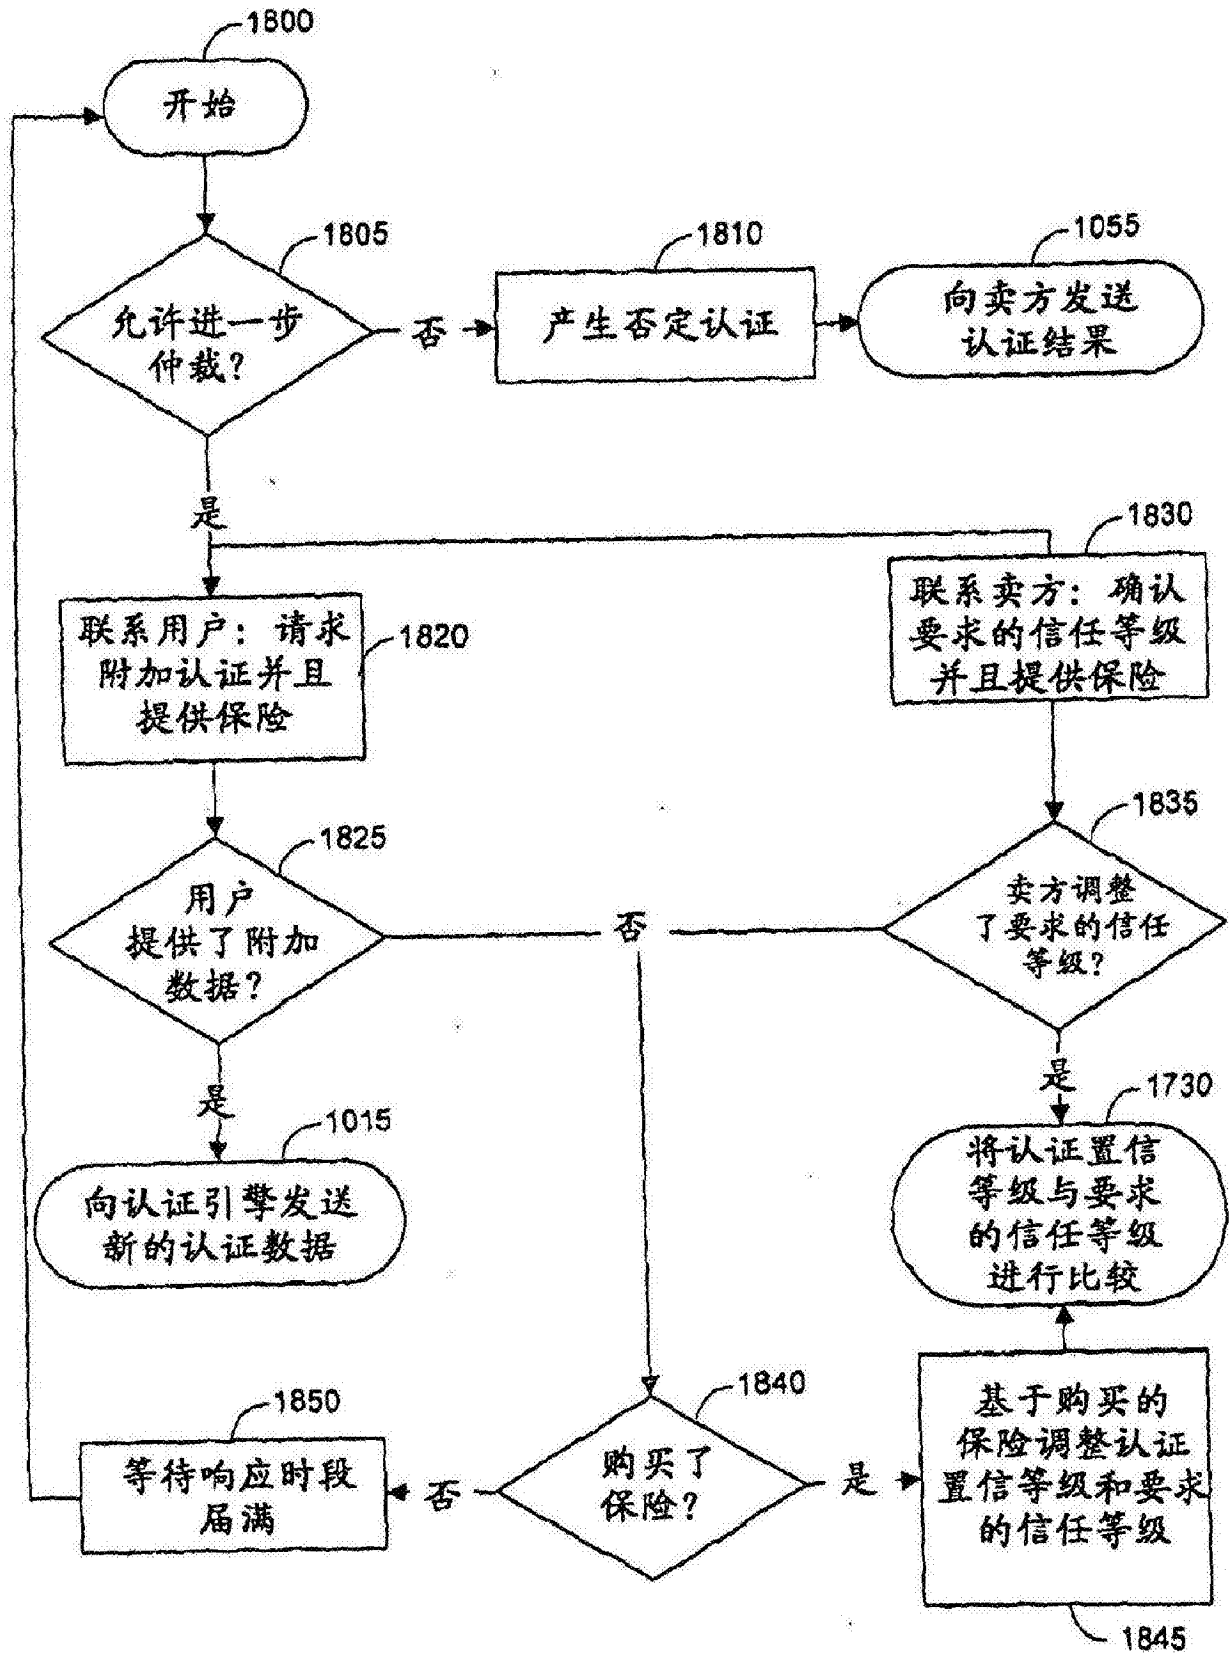 1800
开始
1805
允许进一步
仲裁?
否
1810
产生否定认证
1055
向卖方发送
认证结果
是
1820
联系用户：请求
附加认证并且
提供保险
1830
联系卖方：确认
要求的信任等级
并且提供保险
1825
用户
提供了附加
数据?
否
1835
卖方调整
了要求的信任
等级?
是
1015
向认证引擎发送
新的认证数据
是
1730
将认证置信
等级与要求
的信任等级
进行比较
1850
等待响应时段
届满
否
1840
购买了
保险?
是
基于购买的
保险调整认证
置信等级和要求
的信任等级
1845